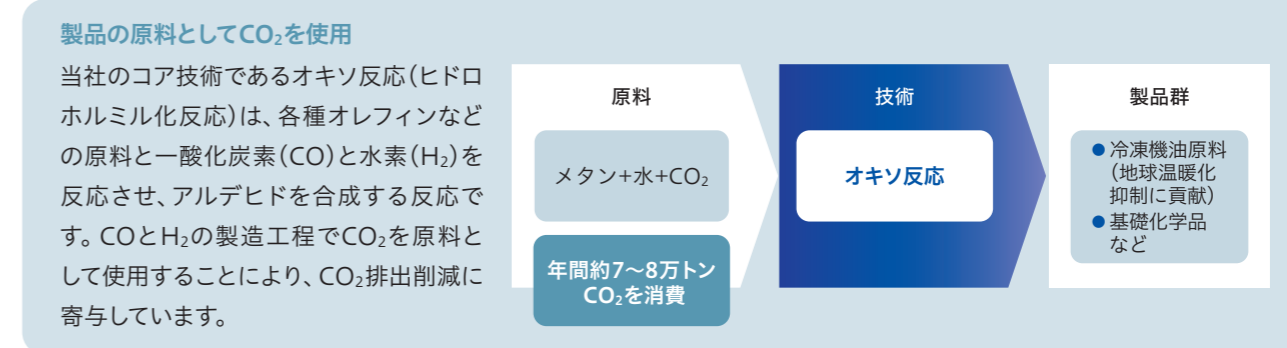 製品の原料としてCO₂を使用
当社のコア技術であるオキソ反応（ヒドロ
ホルミル化反応）は、各種オレフィンなど
の原料と一酸化炭素（CO）と水素（H₂）を
反応させ、アルデヒドを合成する反応で
す。COとH₂の製造工程でCO₂を原料と
して使用することにより、CO₂排出削減に
寄与しています。
原料
メタン+水+CO₂
年間約7～8万トン
CO₂を消費
技術
オキソ反応
製品群
●冷凍機油原料
（地球温暖化
抑制に貢献）
●基礎化学品
など